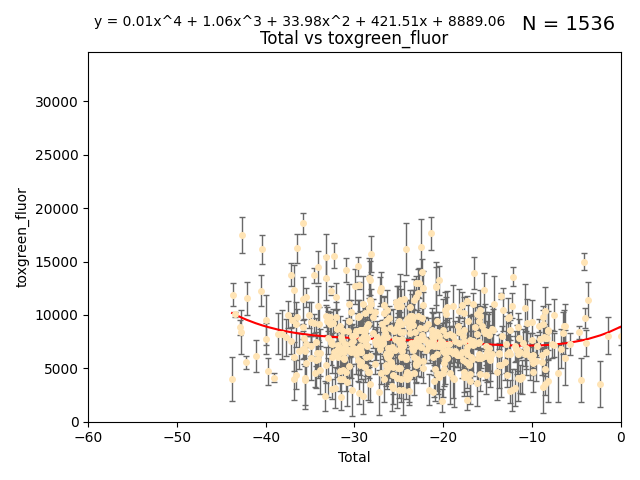 y = 0.01x^4 + 1.06x^3 + 33.98x^2 + 421.51x + 8889.06
N = 1536
Total vs toxgreen_fluor
30000
25000
20000
15000
10000
5000
0
toxgreen_fluor
−60
−50
−40
−30
−20
−10
0
Total